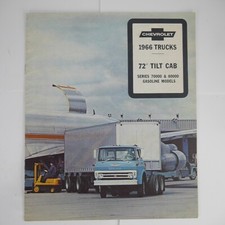 CHEVROLET
1966 TRUCKS
72" TILT CAB
SERIES 70000 & 80000
GASOLINE MODELS